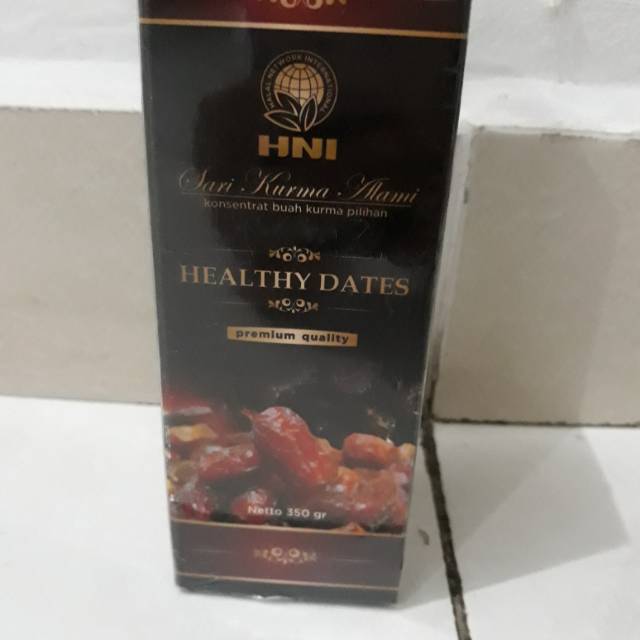 HALAL NETWORK INTERNATIONAL
HNI
Sari Kurma Alami
konsentrat buah kurma pilihan
HEALTHY DATES
premium quality
Netto 350 gr